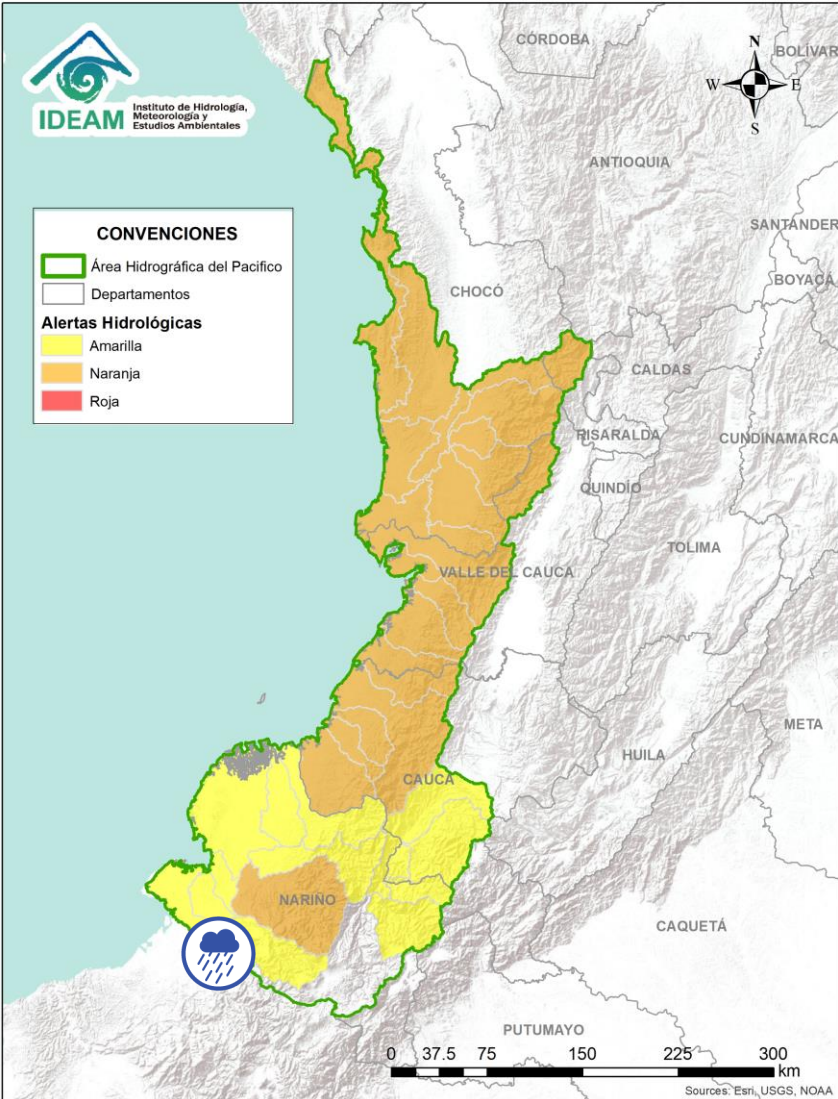 IDEAM
Instituto de Hidrología,
Meteorología y
Estudios Ambientales
N
W
E
S
CONVENCIONES
Área Hidrográfica del Pacifico
Departamentos
Alertas Hidrológicas
Amarilla
Naranja
Roja
CÓRDOBA
BOLÍVAR
ANTIOQUIA
SANTANDER
BOYACÁ
CHOCÓ
CALDAS
RISARALDA
CUNDINAMARCA
QUINDÍO
TOLIMA
VALLE DEL CAUCA
META
HUILA
CAUCA
NARIÑO
CAQUETÁ
PUTUMAYO
0 37.5 75 150 225 300
km
Sources: Esri, USGS, NOAA